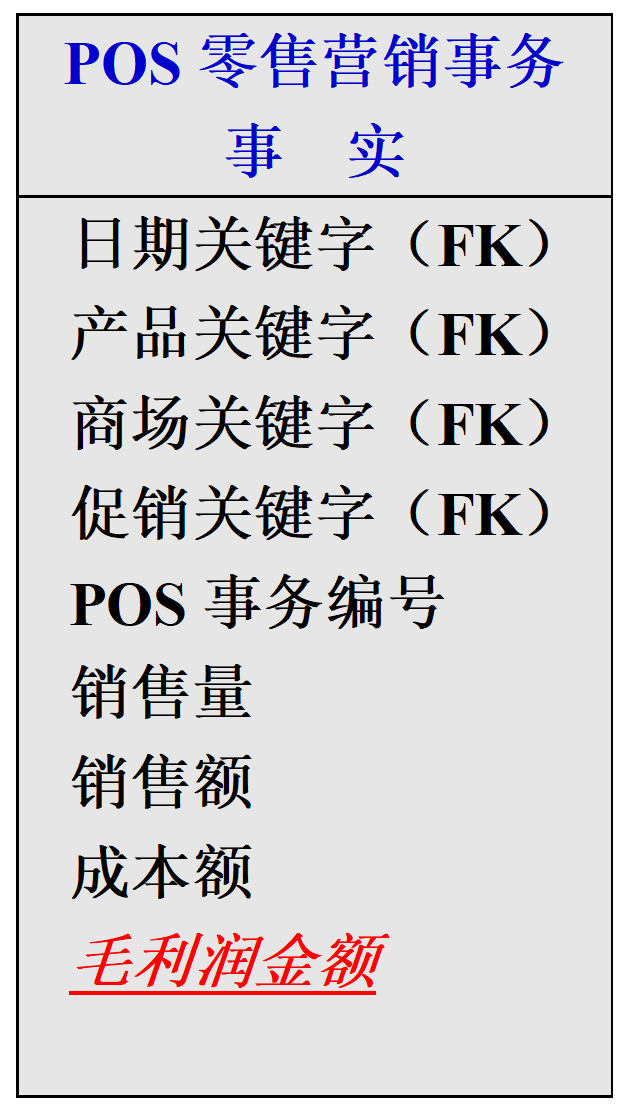 POS 零售营销事务
事 实
日期关键字（FK）
产品关键字（FK）
商场关键字（FK）
促销关键字（FK）
POS 事务编号
销售量
销售额
成本额
毛利润金额